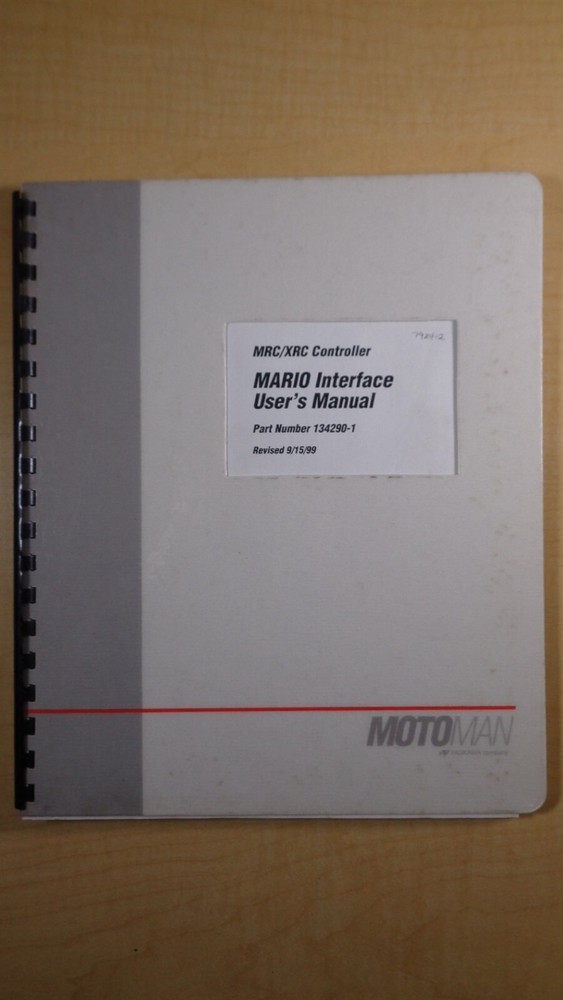 MRC/XRC Controller
MARIO Interface
User's Manual
Part Number 134290-1
Revised 9/15/99
MOTOMAN